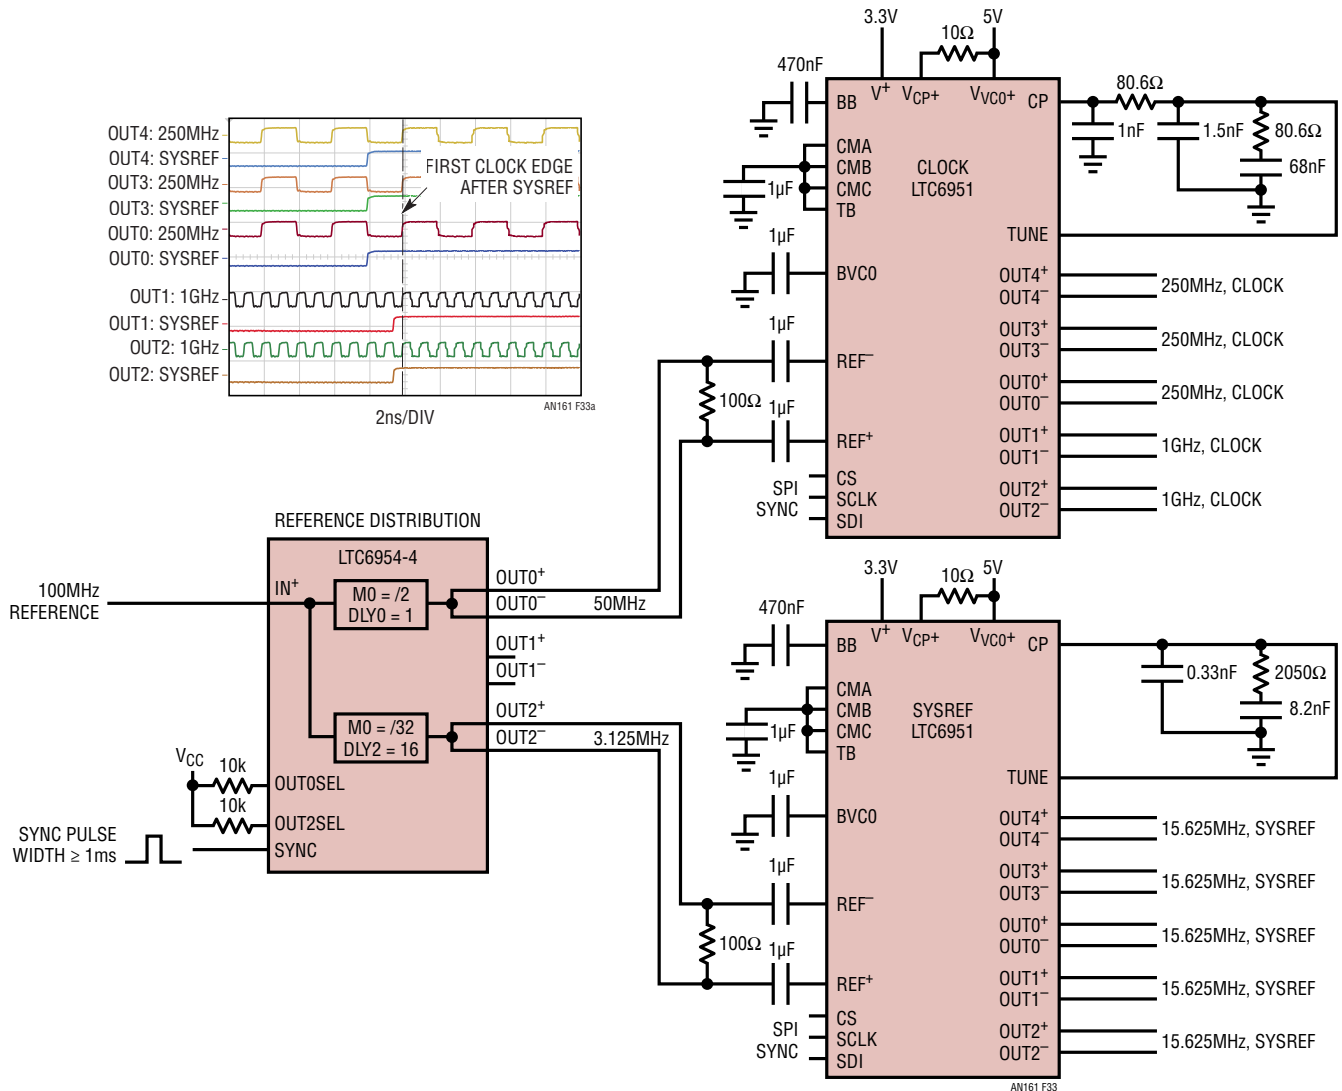 OUT4: 250MHz
OUT4: SYSREF
OUT3: 250MHz
OUT3: SYSREF
OUT0: 250MHz
OUT0: SYSREF
OUT1: 1GHz
OUT1: SYSREF
OUT2: 1GHz
OUT2: SYSREF
FIRST CLOCK EDGE
AFTER SYSREF
AN161 F33a
2ns/DIV
3.3V
10Ω
5V
470nF
BB
V+
VCP+
VVC0+
CP
80.6Ω
1nF
1.5nF
80.6Ω
68nF
CMA
CMB
CMC
TB
1µF
CLOCK
LTC6951
TUNE
1µF
BVC0
1µF
REF−
100Ω
1µF
REF+
CS
SCLK
SDI
SPI
SYNC
OUT4+
OUT4−
250MHz, CLOCK
OUT3+
OUT3−
250MHz, CLOCK
OUT0+
OUT0−
250MHz, CLOCK
OUT1+
OUT1−
1GHz, CLOCK
OUT2+
OUT2−
1GHz, CLOCK
REFERENCE DISTRIBUTION
LTC6954-4
100MHz
REFERENCE
IN+
M0 = /2
DLY0 = 1
OUT0+
OUT0−
50MHz
OUT1+
OUT1−
M0 = /32
DLY2 = 16
OUT2+
OUT2−
3.125MHz
VCC
10k
OUT0SEL
10k
OUT2SEL
SYNC PULSE
WIDTH ≥ 1ms
SYNC
3.3V
10Ω
5V
470nF
BB
V+
VCP+
VVC0+
CP
0.33nF
2050Ω
8.2nF
CMA
CMB
CMC
TB
1µF
SYSREF
LTC6951
TUNE
1µF
BVC0
1µF
REF−
100Ω
1µF
REF+
CS
SCLK
SDI
SPI
SYNC
OUT4+
OUT4−
15.625MHz, SYSREF
OUT3+
OUT3−
15.625MHz, SYSREF
OUT0+
OUT0−
15.625MHz, SYSREF
OUT1+
OUT1−
15.625MHz, SYSREF
OUT2+
OUT2−
15.625MHz, SYSREF
AN161 F33